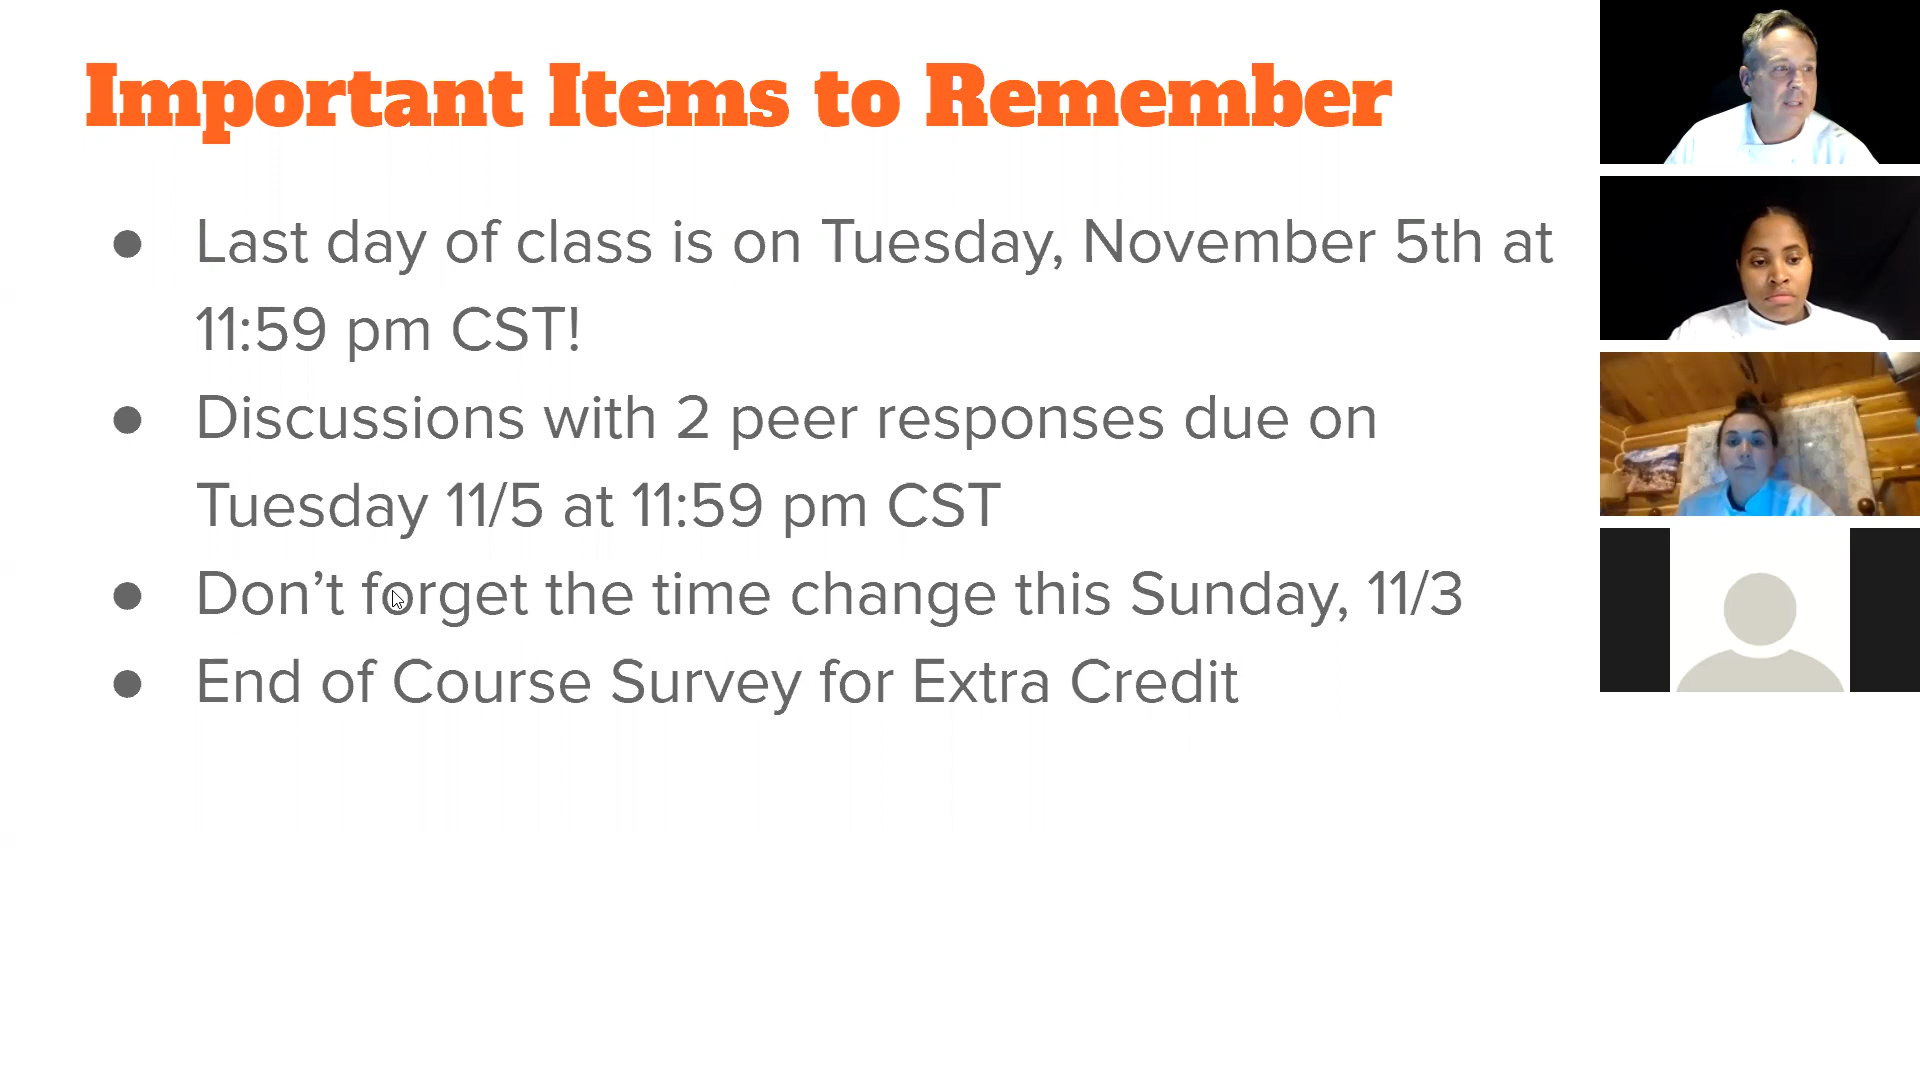 Important Items to Remember
● Last day of class is on Tuesday, November 5th at
11:59 pm CST!
● Discussions with 2 peer responses due on
Tuesday 11/5 at 11:59 pm CST
● Don’t forget the time change this Sunday, 11/3
● End of Course Survey for Extra Credit